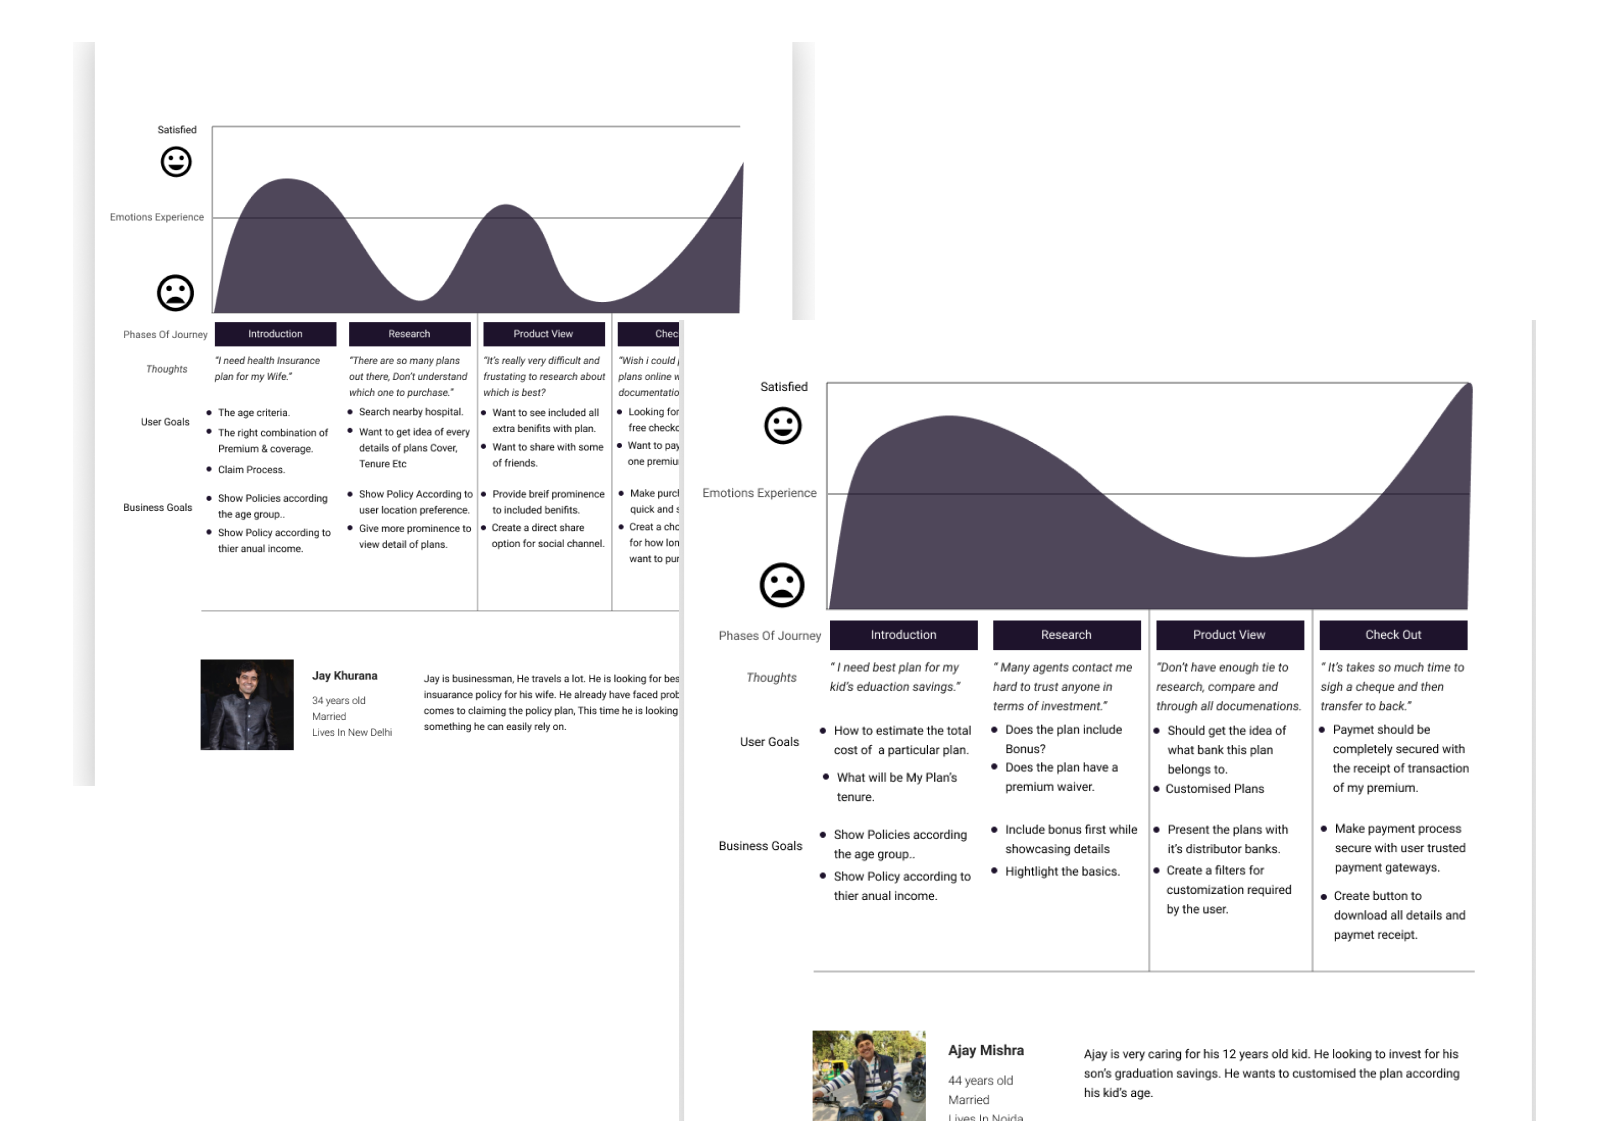 Satisfied
Emotions Experience
Phases Of Journey
Introduction
Research
Product View
Chec
Thoughts
“I need health Insurance
plan for my Wife.”
“There are so many plans
out there, Don’t understand
which one to purchase.”
“It’s really very difficult and
frustating to research about
which is best?
“Wish i could
plans online
documentatio
User Goals
The age criteria.
The right combination of
Premium & coverage.
Claim Process.
Search nearby hospital.
Want to get idea of every
details of plans Cover,
Tenure Etc
Want to see included all
extra benifits with plan.
Want to share with some
of friends.
Looking for
free checko
Want to pay
one premiu
Business Goals
Show Policies according
the age group..
Show Policy according to
thier anual income.
Show Policy According to
user location preference.
Give more prominence to
view detail of plans.
Provide breif prominence
to included benifits.
Create a direct share
option for social channel.
Make purch
quick and s
Creat a cho
for how lon
want to pur
Jay Khurana
34 years old
Married
Lives In New Delhi
Jay is businessman, He travels a lot. He is looking for bes
insuarance policy for his wife. He already have faced prob
comes to claiming the policy plan, This time he is looking
something he can easily rely on.
Satisfied
Emotions Experience
Phases Of Journey
Introduction
Research
Product View
Check Out
Thoughts
“ I need best plan for my
kid’s eduaction savings.”
“ Many agents contact me
hard to trust anyone in
terms of investment.”
“Don’t have enough tie to
research, compare and
through all documenations.
“ It’s takes so much time to
sigh a cheque and then
transfer to back.”
User Goals
How to estimate the total
cost of a particular plan.
What will be My Plan’s
tenure.
Does the plan include
Bonus?
Does the plan have a
premium waiver.
Should get the idea of
what bank this plan
belongs to.
Customised Plans
Paymet should be
completely secured with
the receipt of transaction
of my premium.
Business Goals
Show Policies according
the age group..
Show Policy according to
thier anual income.
Include bonus first while
showcasing details
Hightlight the basics.
Present the plans with
it’s distributor banks.
Create a filters for
customization required
by the user.
Make payment process
secure with user trusted
payment gateways.
Create button to
download all details and
paymet receipt.
Ajay Mishra
44 years old
Married
Lives In Noida
Ajay is very caring for his 12 years old kid. He looking to invest for his
son’s graduation savings. He wants to customised the plan according
his kid’s age.